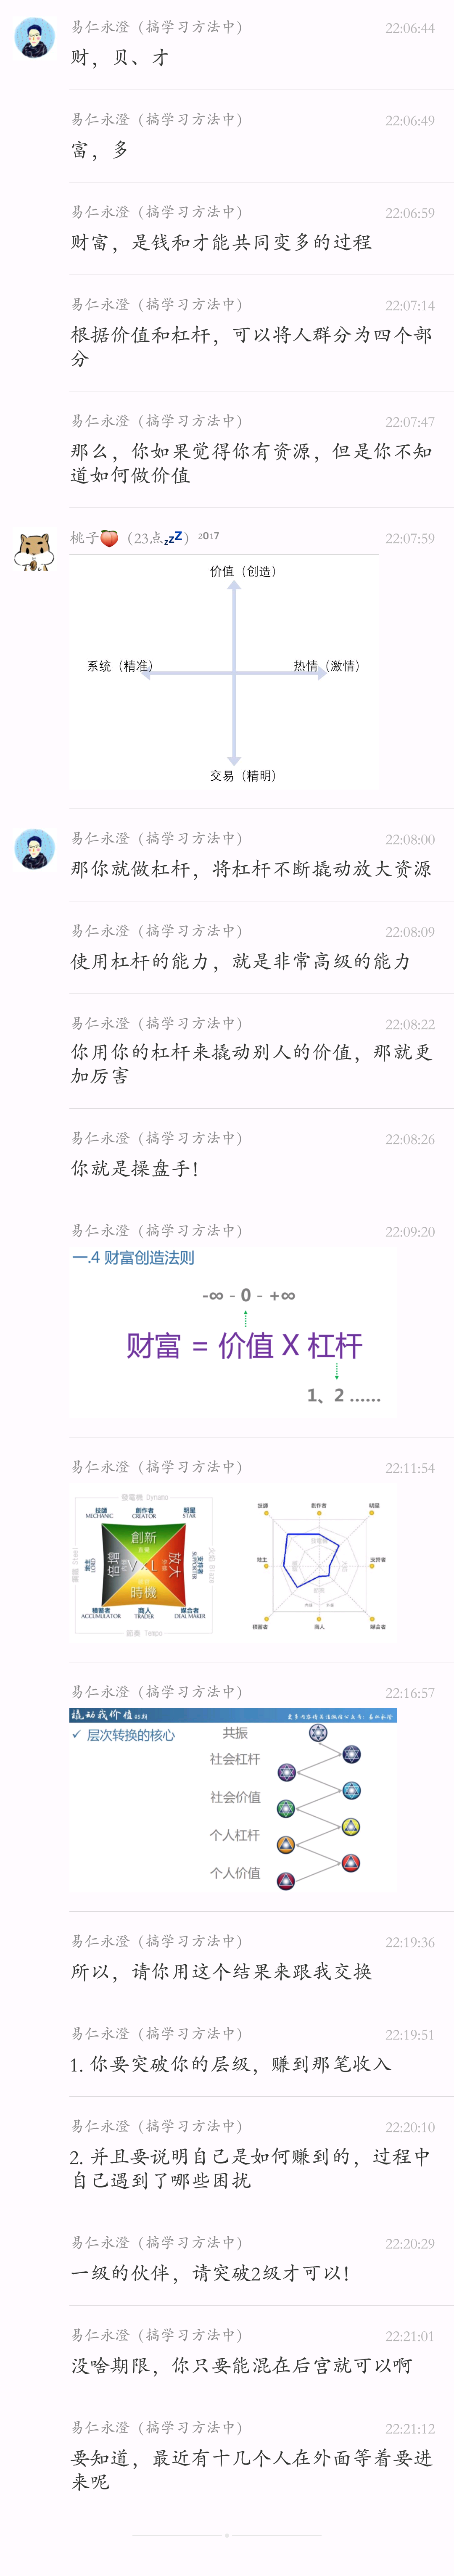 易仁永澄（搞学习方法中） 22:06:44
财，贝、才
易仁永澄（搞学习方法中） 22:06:49
富，多
易仁永澄（搞学习方法中） 22:06:59
财富，是钱和才能共同变多的过程
易仁永澄（搞学习方法中） 22:07:14
根据价值和杠杆，可以将人群分为四个部
分
易仁永澄（搞学习方法中） 22:07:47
那么，你如果觉得你有资源，但是你不知
道如何做价值
桃子🍑（23点zzZ）2017 22:07:59
价值（创造）
系统（精准） 热情（激情）
交易（精明）
易仁永澄（搞学习方法中） 22:08:00
那你就做杠杆，将杠杆不断撬动放大资源
易仁永澄（搞学习方法中） 22:08:09
使用杠杆的能力，就是非常高级的能力
易仁永澄（搞学习方法中） 22:08:22
你用你的杠杆来撬动别人的价值，那就更
加厉害
易仁永澄（搞学习方法中） 22:08:26
你就是操盘手！
易仁永澄（搞学习方法中） 22:09:20
一.4 财富创造法则
-∞ - 0 - +∞
财富 = 价值 X 杠杆
1、2 ......
易仁永澄（搞学习方法中） 22:11:54
發電機 Dynamo
技師 創作者 明星
MECHANIC CREATOR STAR
創新
放大
時機
LORD
支持者
SUPPORTER
積蓄者 商人 媒合者
ACCUMULATOR TRADER DEAL MAKER
節奏 Tempo
技師 創作者 明星
地主 支持者
積蓄者 商人 媒合者
易仁永澄（搞学习方法中） 22:16:57
撬动我价值
✓ 层次转换的核心
共振
社会杠杆
社会价值
个人杠杆
个人价值
易仁永澄（搞学习方法中） 22:19:36
所以，请你用这个结果来跟我交换
易仁永澄（搞学习方法中） 22:19:51
1. 你要突破你的层级，赚到那笔收入
易仁永澄（搞学习方法中） 22:20:10
2. 并且要说明自己是如何赚到的，过程中
自己遇到了哪些困扰
易仁永澄（搞学习方法中） 22:20:29
一级的伙伴，请突破2级才可以！
易仁永澄（搞学习方法中） 22:21:01
没啥期限，你只要能混在后宫就可以啊
易仁永澄（搞学习方法中） 22:21:12
要知道，最近有十几个人在外面等着要进
来呢